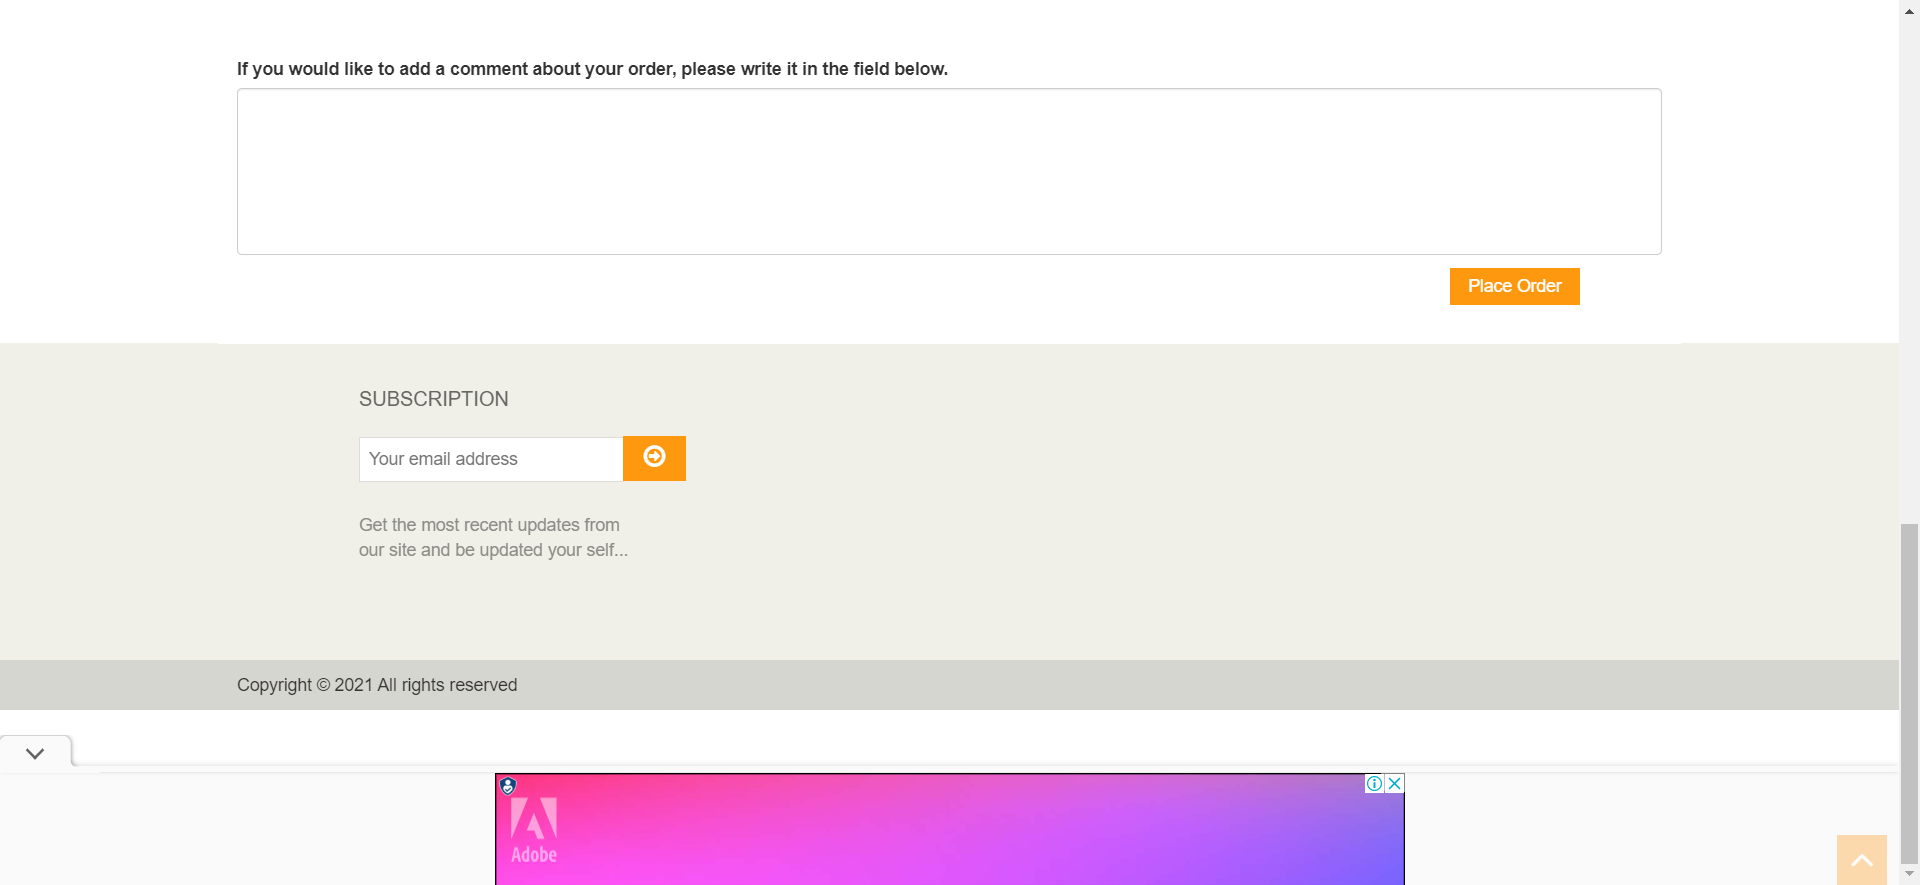 If you would like to add a comment about your order, please write it in the field below.
Place Order
SUBSCRIPTION
Your email address
Get the most recent updates from
our site and be updated your self...
Copyright © 2021 All rights reserved
Adobe